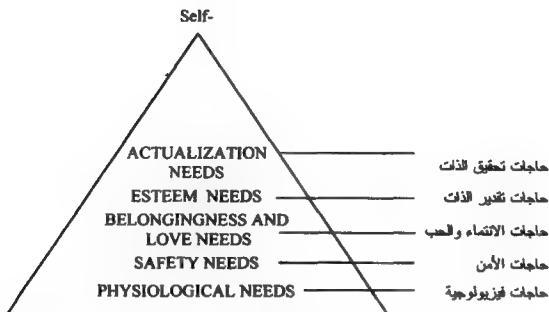 Self-
ACTUALIZATION
NEEDS
حاجات تحقيق الذات
ESTEEM NEEDS
حاجات تقدير الذات
BELONGINGNESS AND
LOVE NEEDS
حاجات الانتماء والحب
SAFETY NEEDS
حاجات الأمن
PHYSIOLOGICAL NEEDS
حاجات فيزيولوجية